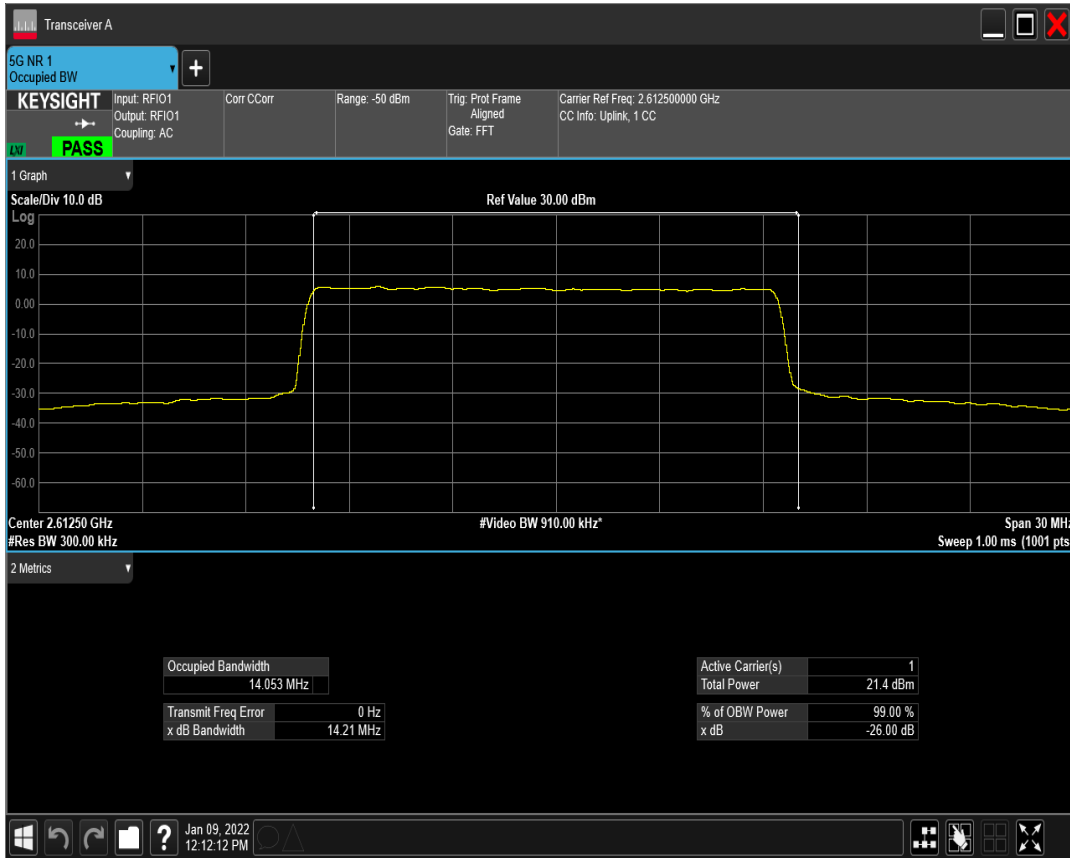 Transceiver A
5G NR 1
Occupied BW
+
KEYSIGHT
Input: RFIO1
Output: RFIO1
Coupling: AC
Corr CCorr
Range: -50 dBm
Trig: Prot Frame
Aligned
Gate: FFT
Carrier Ref Freq: 2.612500000 GHz
CC Info: Uplink, 1 CC
LXI
PASS
1 Graph
Scale/Div 10.0 dB
Ref Value 30.00 dBm
Log
20.0
10.0
0.00
-10.0
-20.0
-30.0
-40.0
-50.0
-60.0
Center 2.61250 GHz
#Video BW 910.00 kHz*
Span 30 MHz
#Res BW 300.00 kHz
Sweep 1.00 ms (1001 pts
2 Metrics
Occupied Bandwidth
14.053 MHz
Transmit Freq Error 0 Hz
x dB Bandwidth 14.21 MHz
Active Carrier(s) 1
Total Power 21.4 dBm
% of OBW Power 99.00 %
x dB -26.00 dB
?
Jan 09, 2022
12:12:12 PM